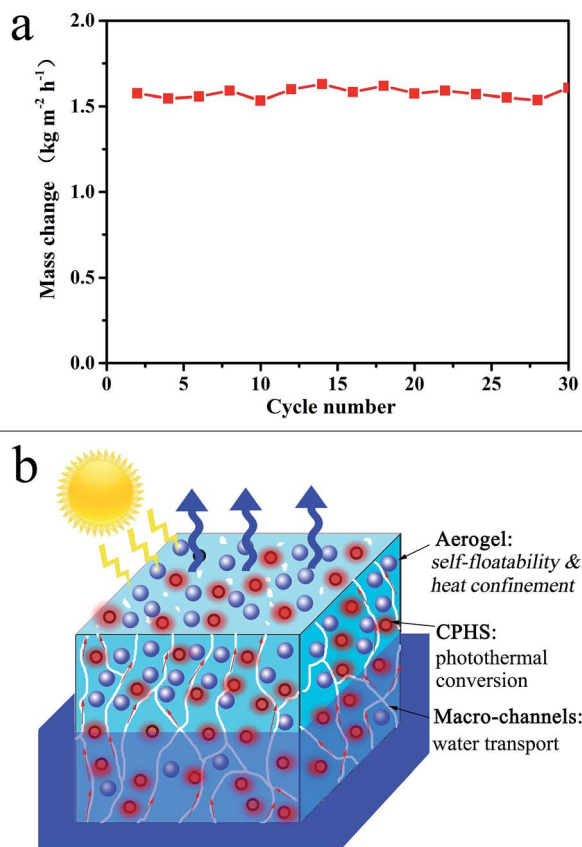 a
2.0
1.5
1.0
0.5
0.0
Mass change (kg m⁻² h⁻¹)
0 5 10 15 20 25 30
Cycle number
b
Aerogel:
self-floatability &
heat confinement
CPHS:
photothermal
conversion
Macro-channels:
water transport